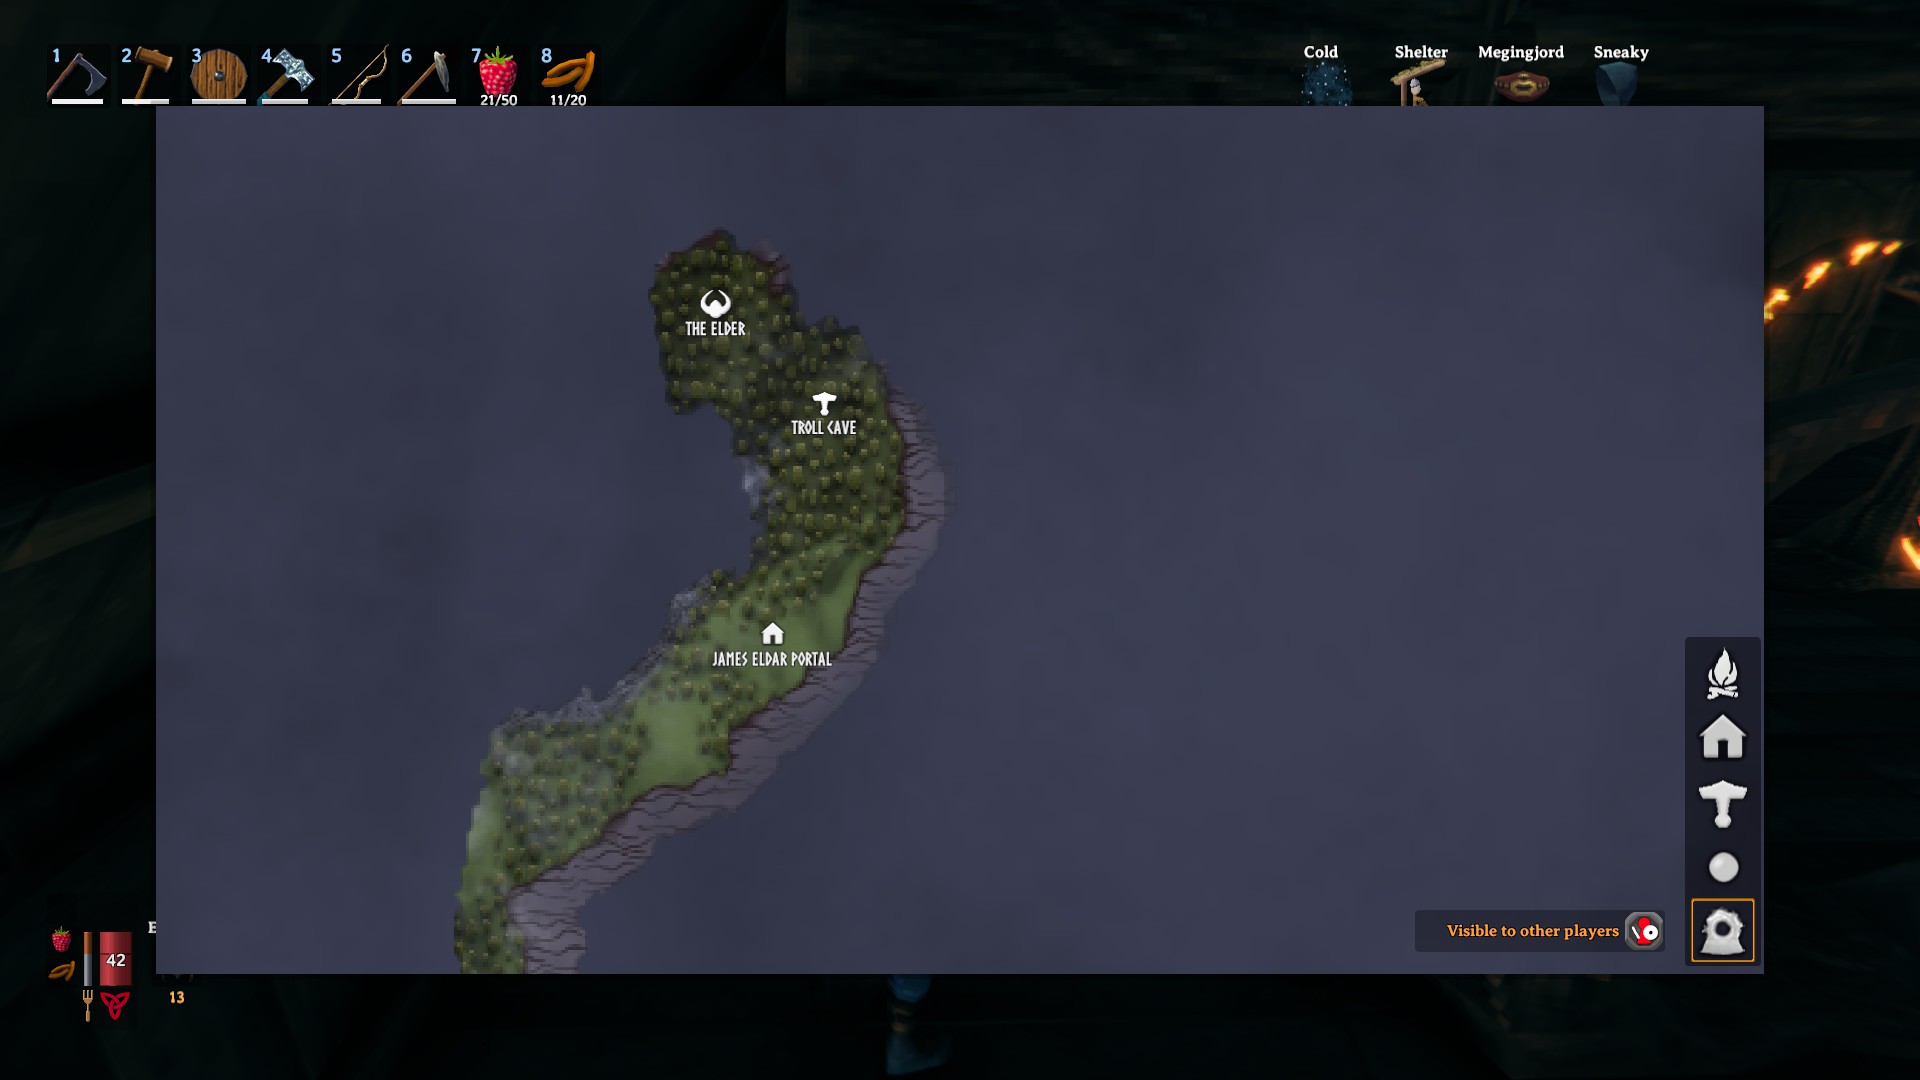 1 2 3 4 5 6 7 8
21/50 11/20
Cold Shelter Megingjord Sneaky
THE ELDER
TROLL CAVE
JAMES ELDAR PORTAL
Visible to other players
E
42
13